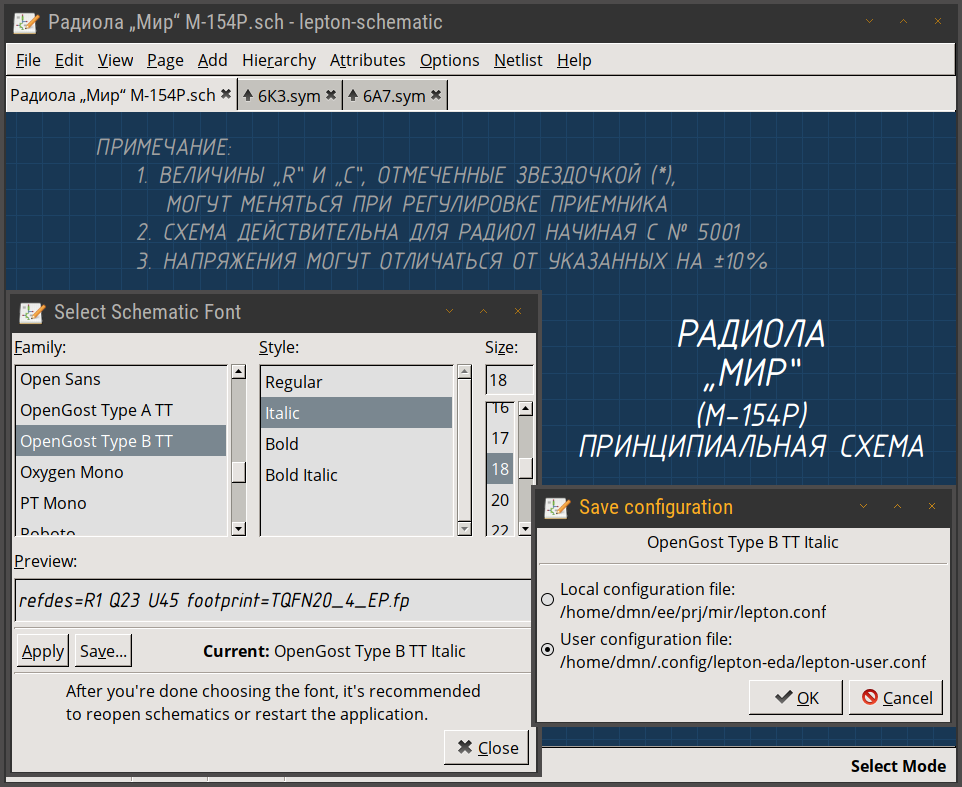 Радиола „Мир“ М-154Р.sch - lepton-schematic
File Edit View Page Add Hierarchy Attributes Options Netlist Help
Радиола „Мир“ М-154Р.sch 6К3.sym 6А7.sym
ПРИМЕЧАНИЕ:
1. ВЕЛИЧИНЫ „R“ И „С“, ОТМЕЧЕННЫЕ ЗВЕЗДОЧКОЙ (*),
МОГУТ МЕНЯТЬСЯ ПРИ РЕГУЛИРОВКЕ ПРИЕМНИКА
2. СХЕМА ДЕЙСТВИТЕЛЬНА ДЛЯ РАДИОЛ НАЧИНАЯ С № 5001
3. НАПРЯЖЕНИЯ МОГУТ ОТЛИЧАТЬСЯ ОТ УКАЗАННЫХ НА ±10%
РАДИОЛА
„МИР“
(М-154Р)
ПРИНЦИПИАЛЬНАЯ СХЕМА
Select Schematic Font
Family: Style: Size:
Open Sans
OpenGost Type A TT
OpenGost Type B TT
Oxygen Mono
PT Mono
Roboto
Regular
Italic
Bold
Bold Italic
18
16
17
18
20
22
Preview:
refdes=R1 Q23 U45 footprint=TQFN20_4_EP.fp
Apply Save... Current: OpenGost Type B TT Italic
After you're done choosing the font, it's recommended
to reopen schematics or restart the application.
Close
Save configuration
OpenGost Type B TT Italic
Local configuration file:
/home/dmn/ee/prj/mir/lepton.conf
User configuration file:
/home/dmn/.config/lepton-eda/lepton-user.conf
OK Cancel
Select Mode